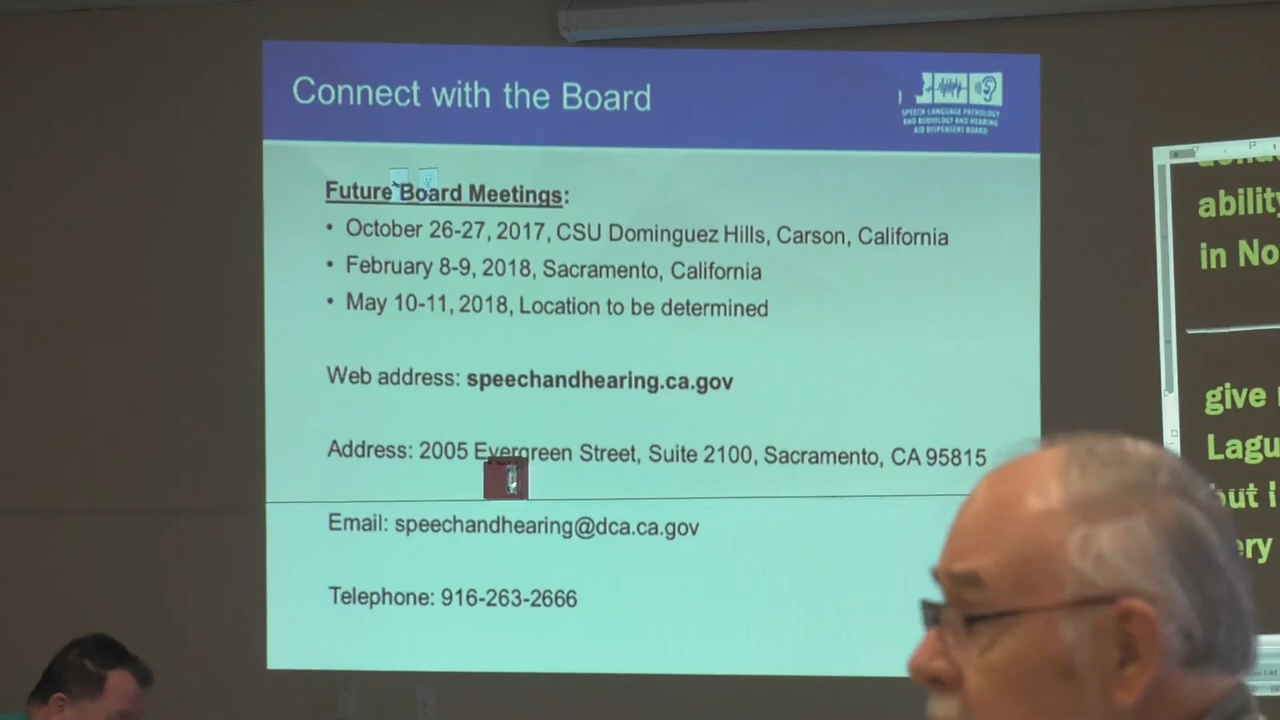 Connect with the Board
SPEECH-LANGUAGE PATHOLOGY
AND AUDIOLOGY AND HEARING
AID DISPENSERS BOARD
Future Board Meetings:
• October 26-27, 2017, CSU Dominguez Hills, Carson, California
• February 8-9, 2018, Sacramento, California
• May 10-11, 2018, Location to be determined
Web address: speechandhearing.ca.gov
Address: 2005 Evergreen Street, Suite 2100, Sacramento, CA 95815
Email: speechandhearing@dca.ca.gov
Telephone: 916-263-2666
ability
in No
give
Lagu
but i
ery